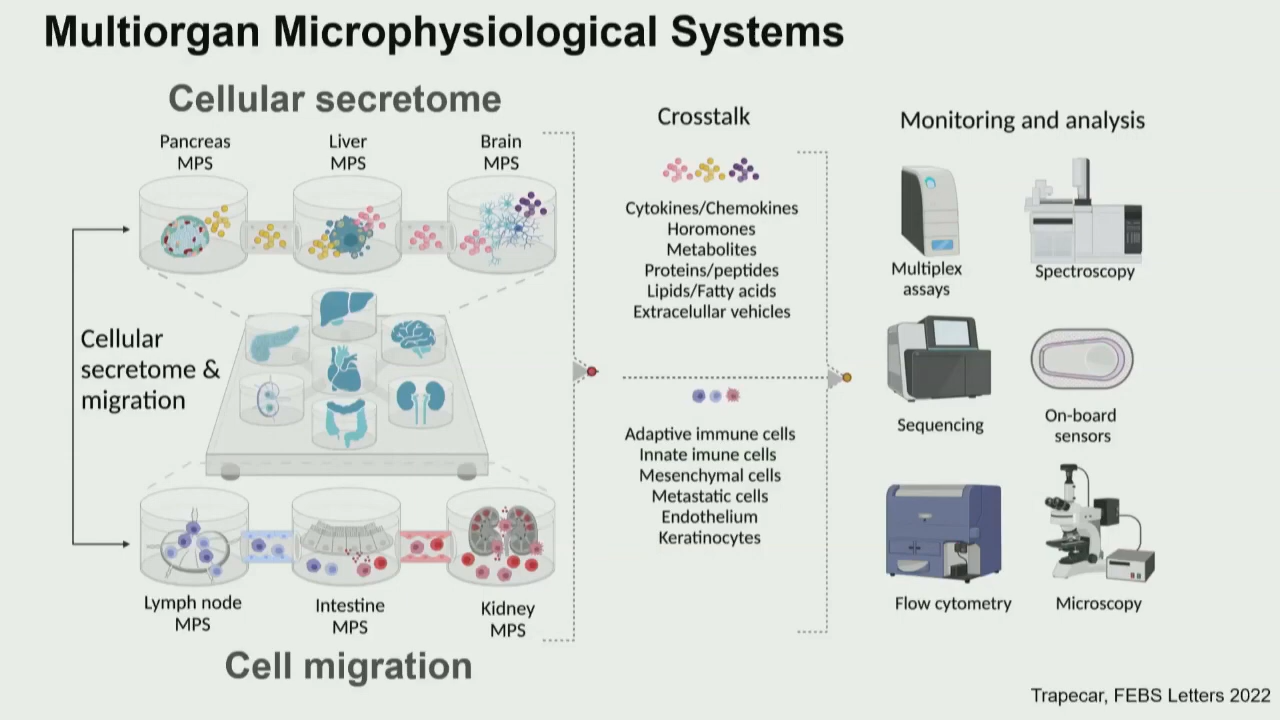 Multiorgan Microphysiological Systems
Cellular secretome
Pancreas
MPS
Liver
MPS
Brain
MPS
Cellular
secretome &
migration
Lymph node
MPS
Intestine
MPS
Kidney
MPS
Cell migration
Crosstalk
Cytokines/Chemokines
Horomones
Metabolites
Proteins/peptides
Lipids/Fatty acids
Extracelullar vehicles
Adaptive immune cells
Innate imune cells
Mesenchymal cells
Metastatic cells
Endothelium
Keratinocytes
Monitoring and analysis
Multiplex
assays
Spectroscopy
Sequencing
On-board
sensors
Flow cytometry
Microscopy
Trapecar, FEBS Letters 2022